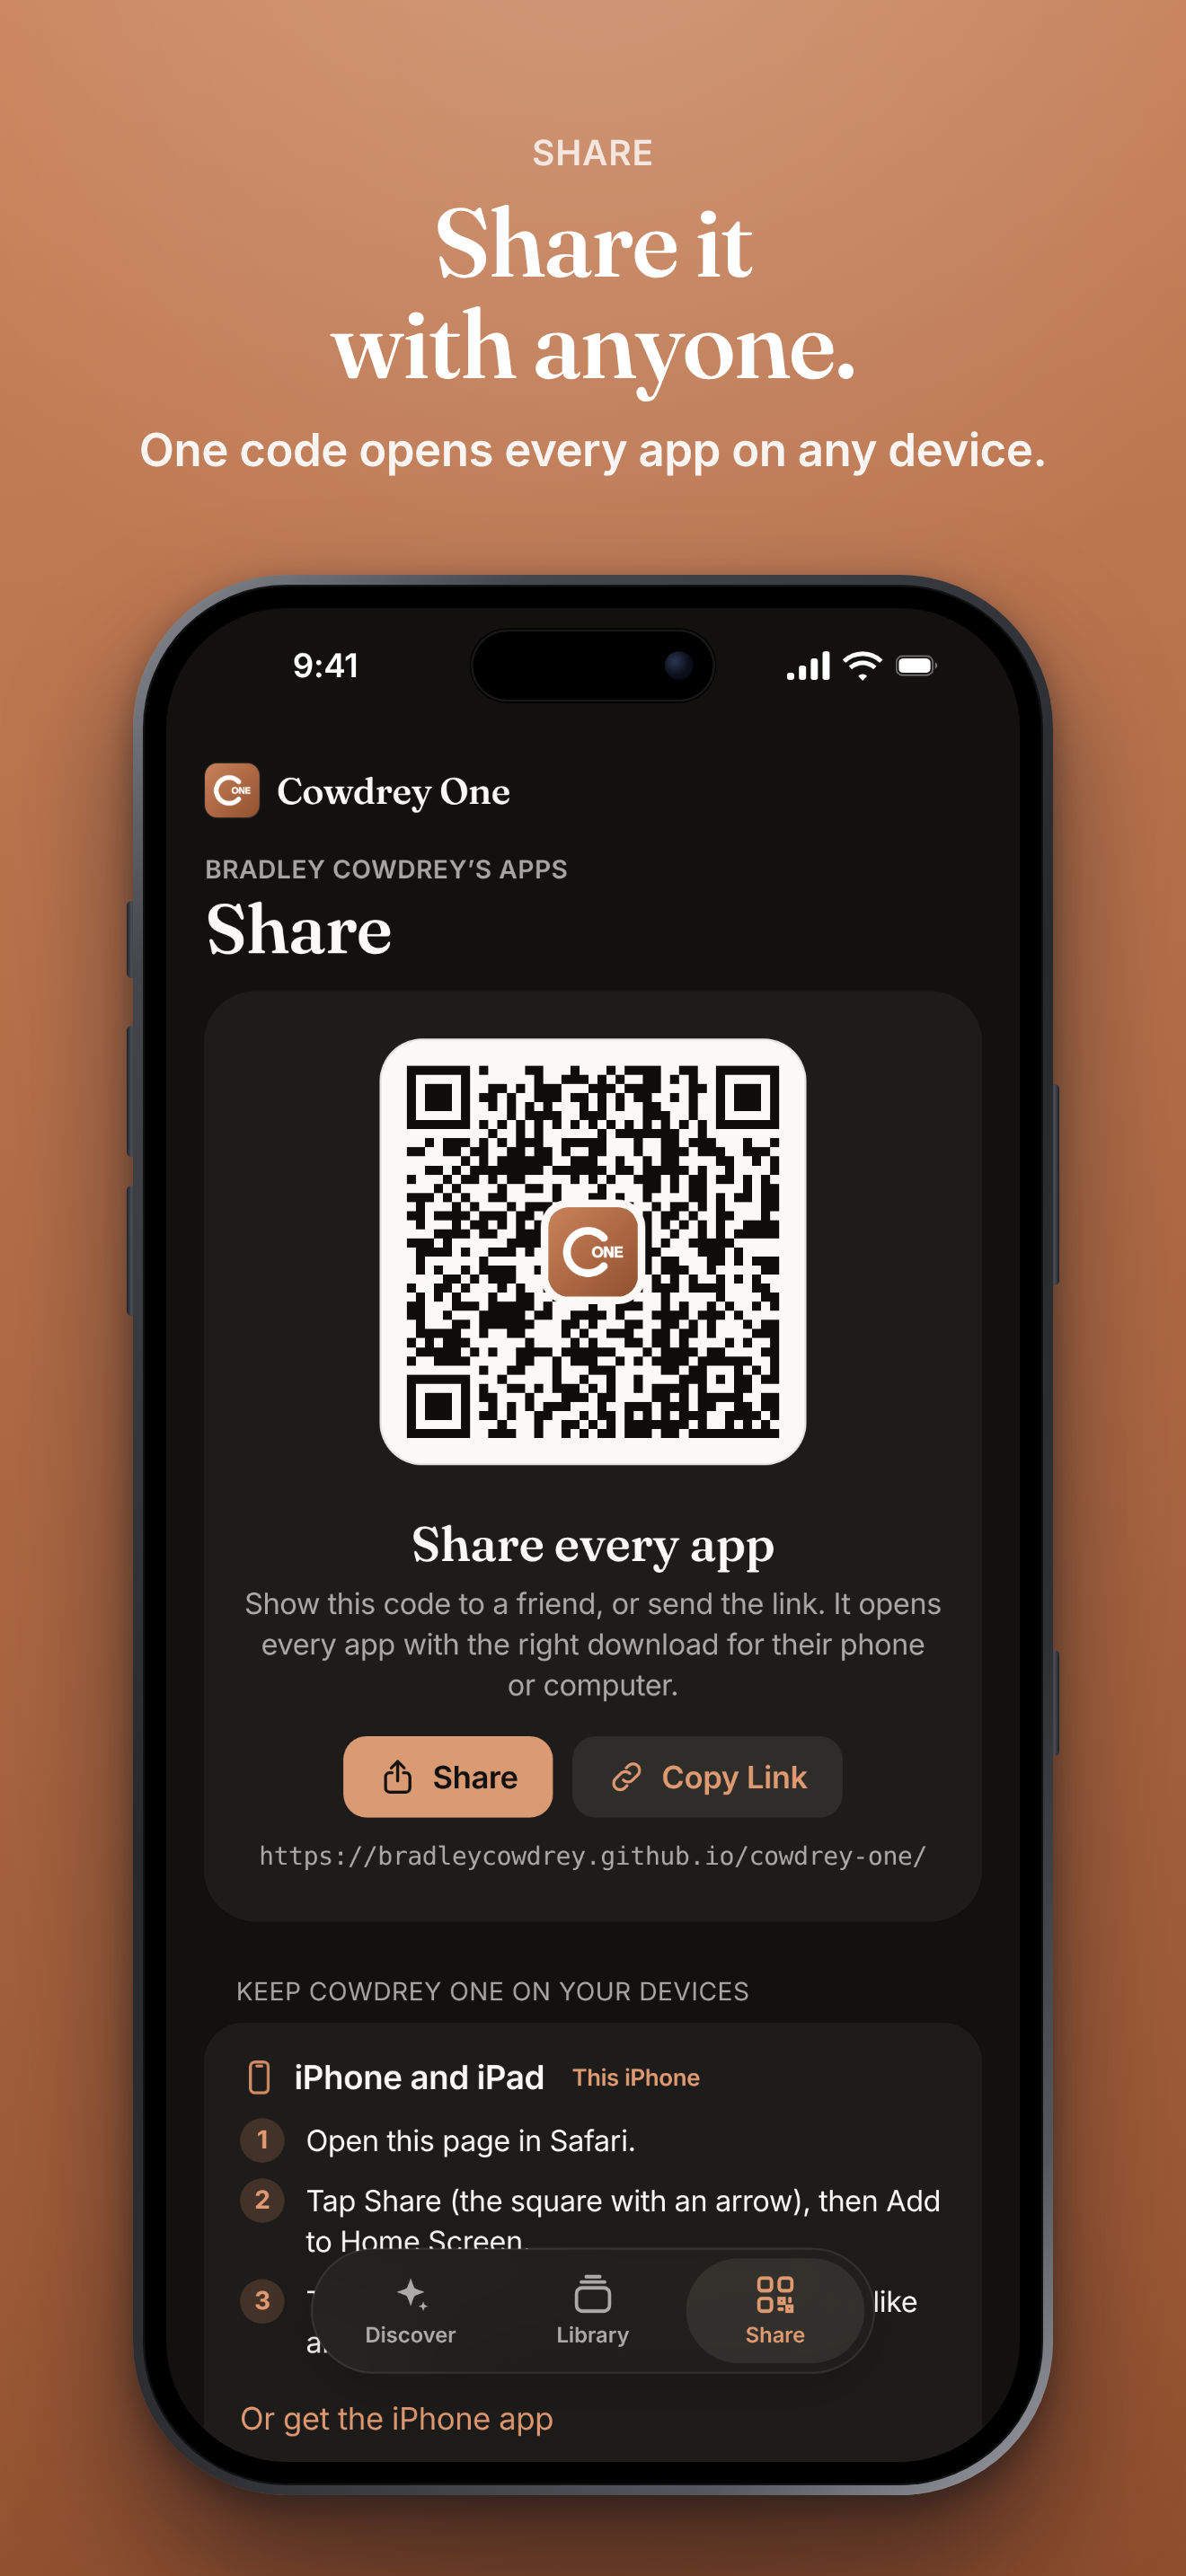 SHARE
Share it
with anyone.
One code opens every app on any device.
9:41
C ONE
Cowdrey One
BRADLEY COWDREY’S APPS
Share
C ONE
Share every app
Show this code to a friend, or send the link. It opens
every app with the right download for their phone
or computer.
Share
Copy Link
https://bradleycowdrey.github.io/cowdrey-one/
KEEP COWDREY ONE ON YOUR DEVICES
iPhone and iPad
This iPhone
1 Open this page in Safari.
2 Tap Share (the square with an arrow), then Add
to Home Screen.
3 like
Discover
Library
Share
Or get the iPhone app